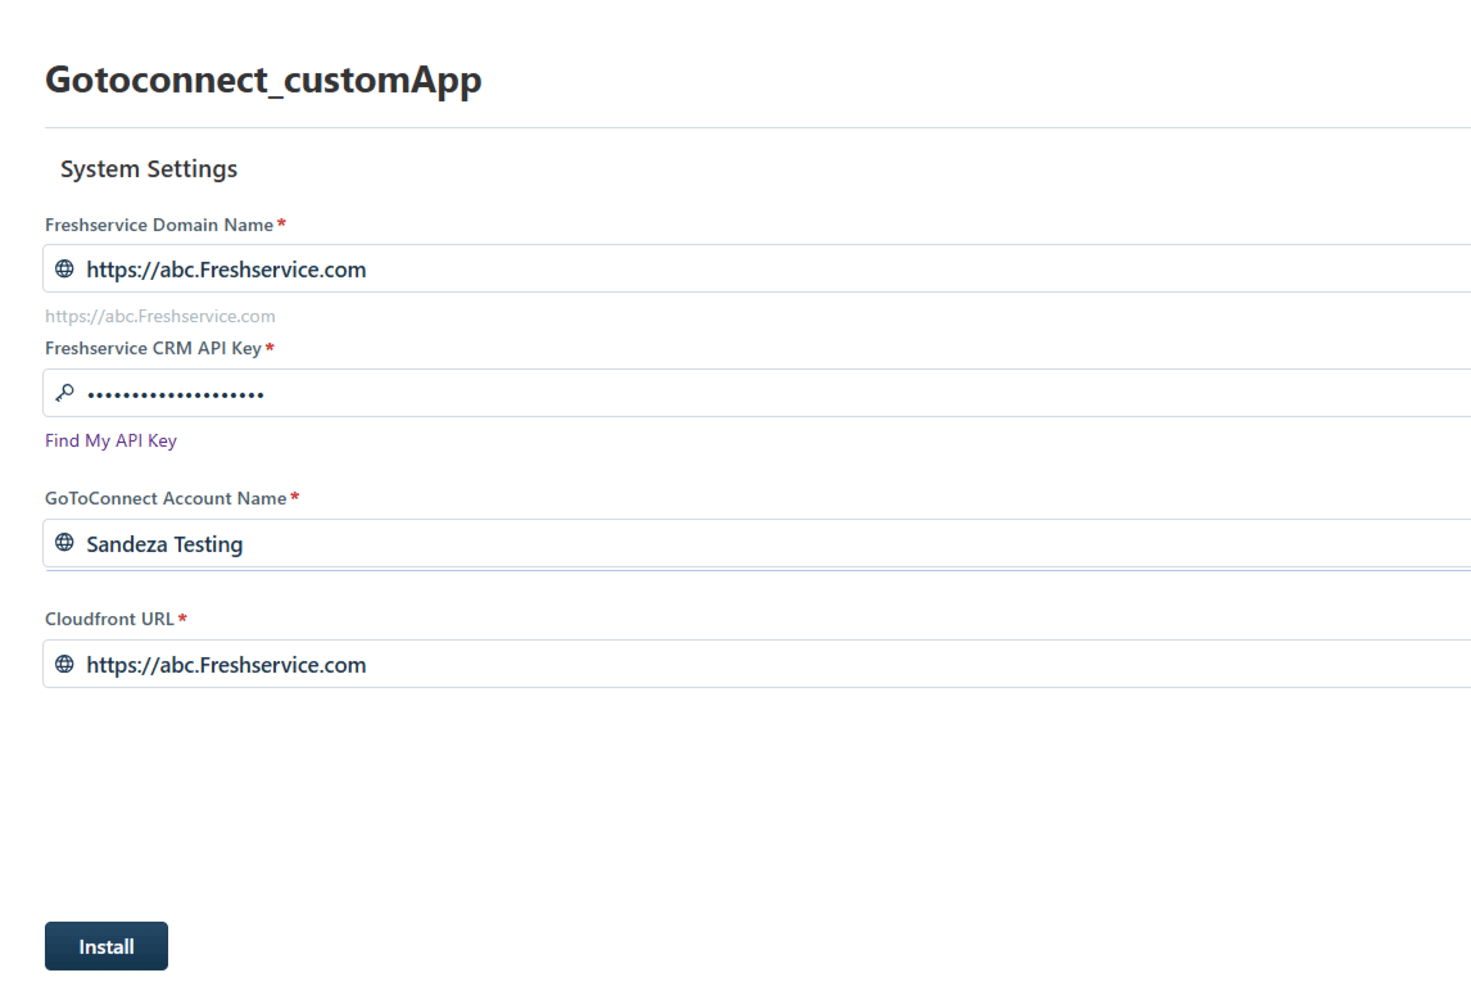 Gotoconnect_customApp
System Settings
Freshservice Domain Name*
https://abc.Freshservice.com
https://abc.Freshservice.com
Freshservice CRM API Key*
••••••••••••••••••••
Find My API Key
GoToConnect Account Name*
Sandeza Testing
Cloudfront URL*
https://abc.Freshservice.com
Install